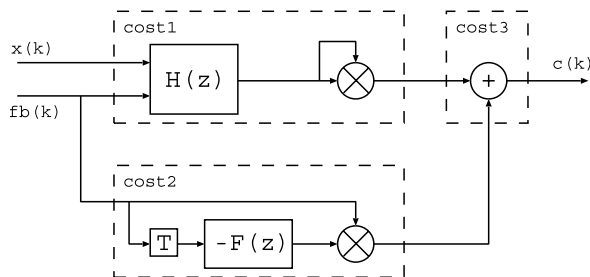 cost1
cost3
x(k)
c(k)
H(z)
+
fb(k)
cost2
T
-F(z)